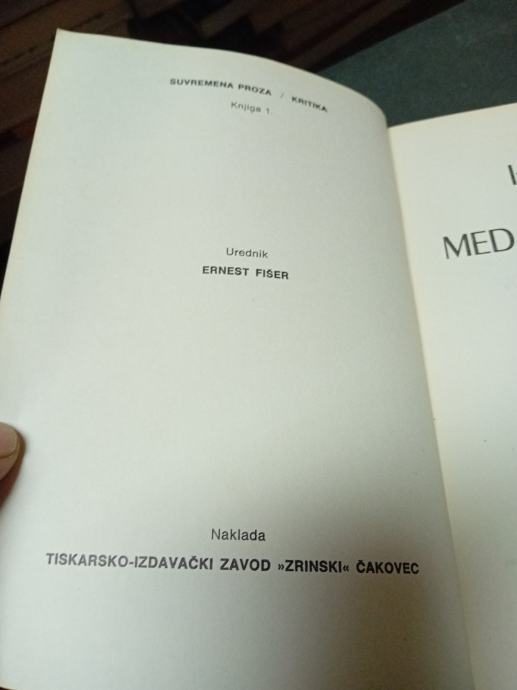 SUVREMENA PROZA / KRITIKA
Knjiga 1.
Urednik
ERNEST FIŠER
Naklada
TISKARSKO-IZDAVAČKI ZAVOD »ZRINSKI« ČAKOVEC
MED